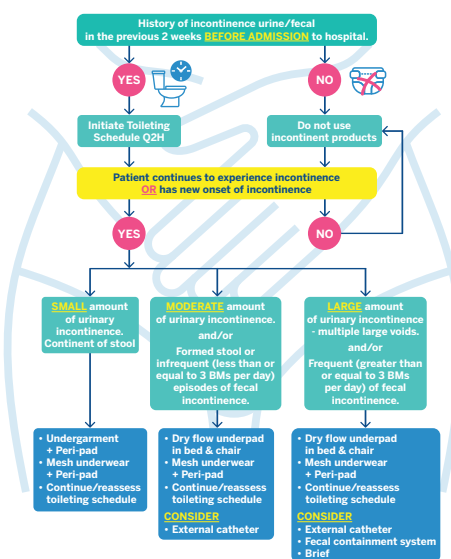 History of incontinence urine/fecal
in the previous 2 weeks BEFORE ADMISSION to hospital.
YES
NO
Initiate Toileting
Schedule Q2H
Do not use
incontinent products
Patient continues to experience incontinence
OR has new onset of incontinence
YES
NO
SMALL amount
of urinary
incontinence.
Continent of stool
MODERATE amount
of urinary incontinence.
and/or
Formed stool or
infrequent (less than or
equal to 3 BMs per day)
episodes of fecal
incontinence.
LARGE amount
of urinary incontinence
- multiple large voids.
and/or
Frequent (greater than
or equal to 3 BMs
per day) of fecal
incontinence.
• Undergarment
+ Peri-pad
• Mesh underwear
+ Peri-pad
• Continue/reassess
toileting schedule
• Dry flow underpad
in bed & chair
• Mesh underwear
+ Peri-pad
• Continue/reassess
toileting schedule
CONSIDER
• External catheter
• Dry flow underpad
in bed & chair
• Mesh underwear
+ Peri-pad
• Continue/reassess
toileting schedule
CONSIDER
• External catheter
• Fecal containment system
• Brief